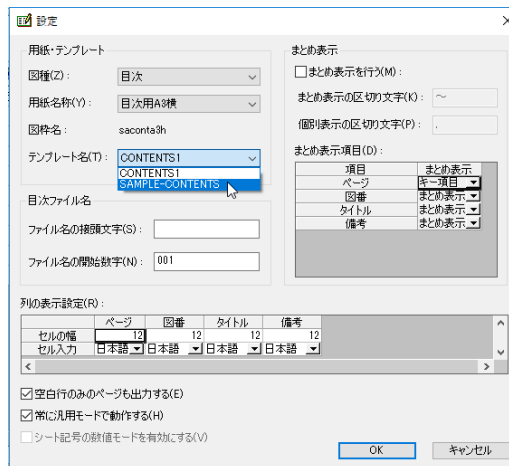 設定
用紙・テンプレート
図種(Z): 目次
用紙名称(Y): 目次用A3横
図枠名: saconta3h
テンプレート名(T): CONTENTS1
CONTENTS1
SAMPLE-CONTENTS
目次ファイル名
ファイル名の接頭文字(S):
ファイル名の開始数字(N): 001
まとめ表示
まとめ表示を行う(M):
まとめ表示の区切り文字(K): ～
個別表示の区切り文字(P): ,
まとめ表示項目(D):
項目 まとめ表示
ページ キー項目
図番 まとめ表示
タイトル まとめ表示
備考 まとめ表示
列の表示設定(R):
ページ 図番 タイトル 備考
セルの幅 12 12 12 12
セル入力 日本語 日本語 日本語 日本語
空白行のみのページも出力する(E)
常に汎用モードで動作する(H)
シート記号の数値モードを有効にする(V)
OK キャンセル